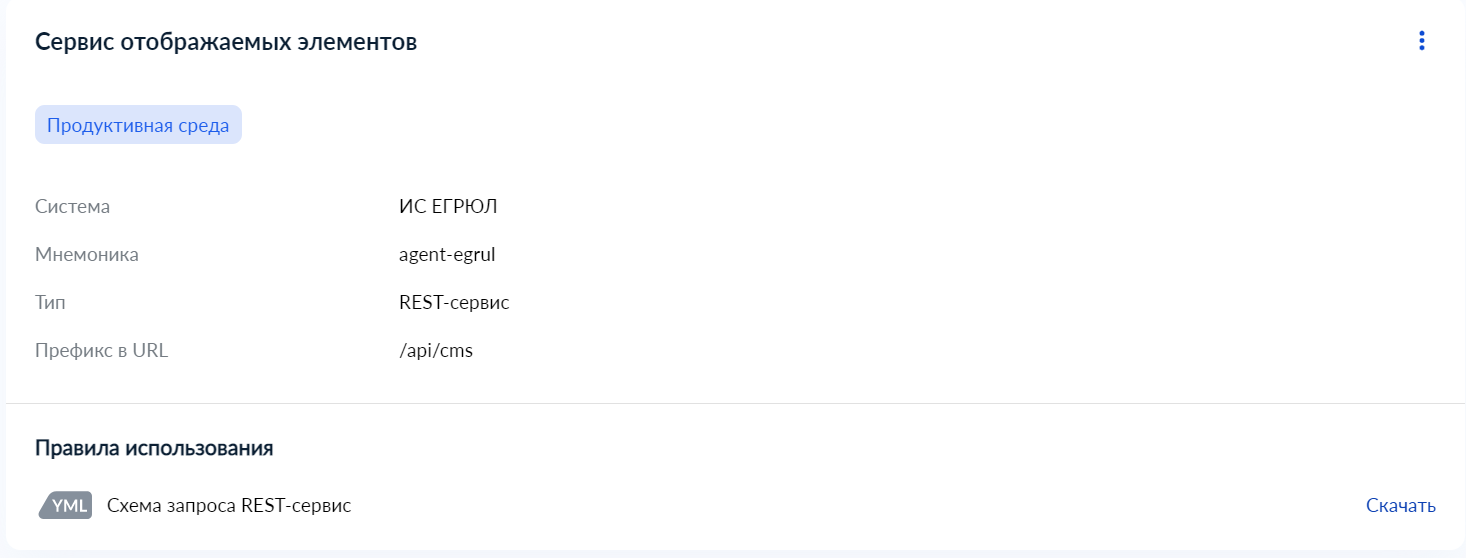 Сервис отображаемых элементов
Продуктивная среда
Система ИС ЕГРЮЛ
Мнемоника agent-egrul
Тип REST-сервис
Префикс в URL /api/cms
Правила использования
YML Схема запроса REST-сервис Скачать